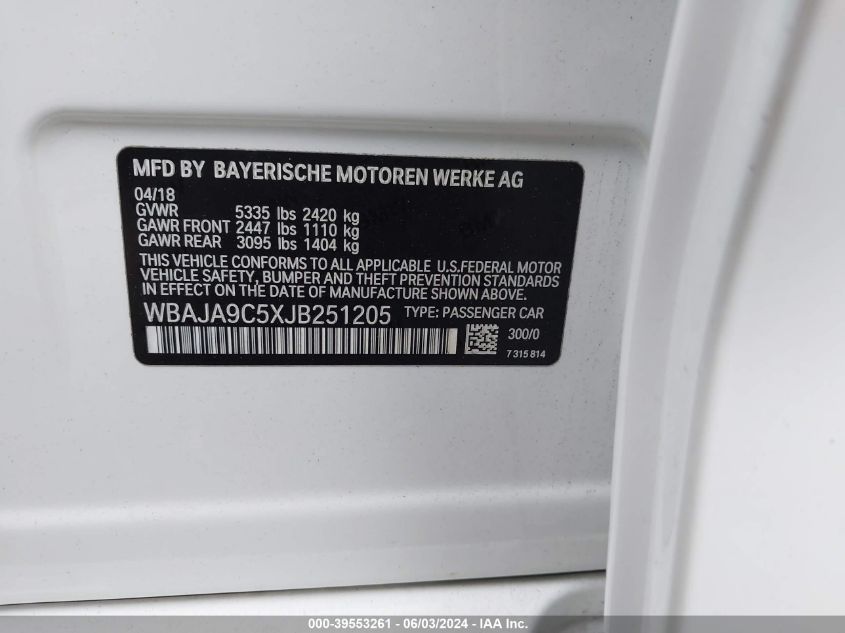 MFD BY BAYERISCHE MOTOREN WERKE AG
04/18
GVWR 5335 lbs 2420 kg
GAWR FRONT 2447 lbs 1110 kg
GAWR REAR 3095 lbs 1404 kg
THIS VEHICLE CONFORMS TO ALL APPLICABLE U.S.FEDERAL MOTOR
VEHICLE SAFETY, BUMPER AND THEFT PREVENTION STANDARDS
IN EFFECT ON THE DATE OF MANUFACTURE SHOWN ABOVE.
WBAJA9C5XJB251205 TYPE: PASSENGER CAR
300/0
7 315 814
000-39553261 - 06/03/2024 - IAA Inc.